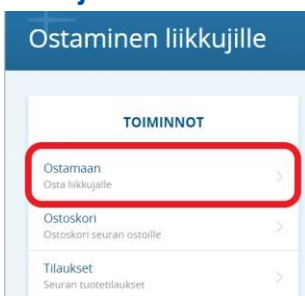 Ostaminen liikkujille
TOIMINNOT
Ostamaan
Osta liikkujalle
Ostoskori
Ostoskori seuran ostoille
Tilaukset
Seuran tuotetilaukset